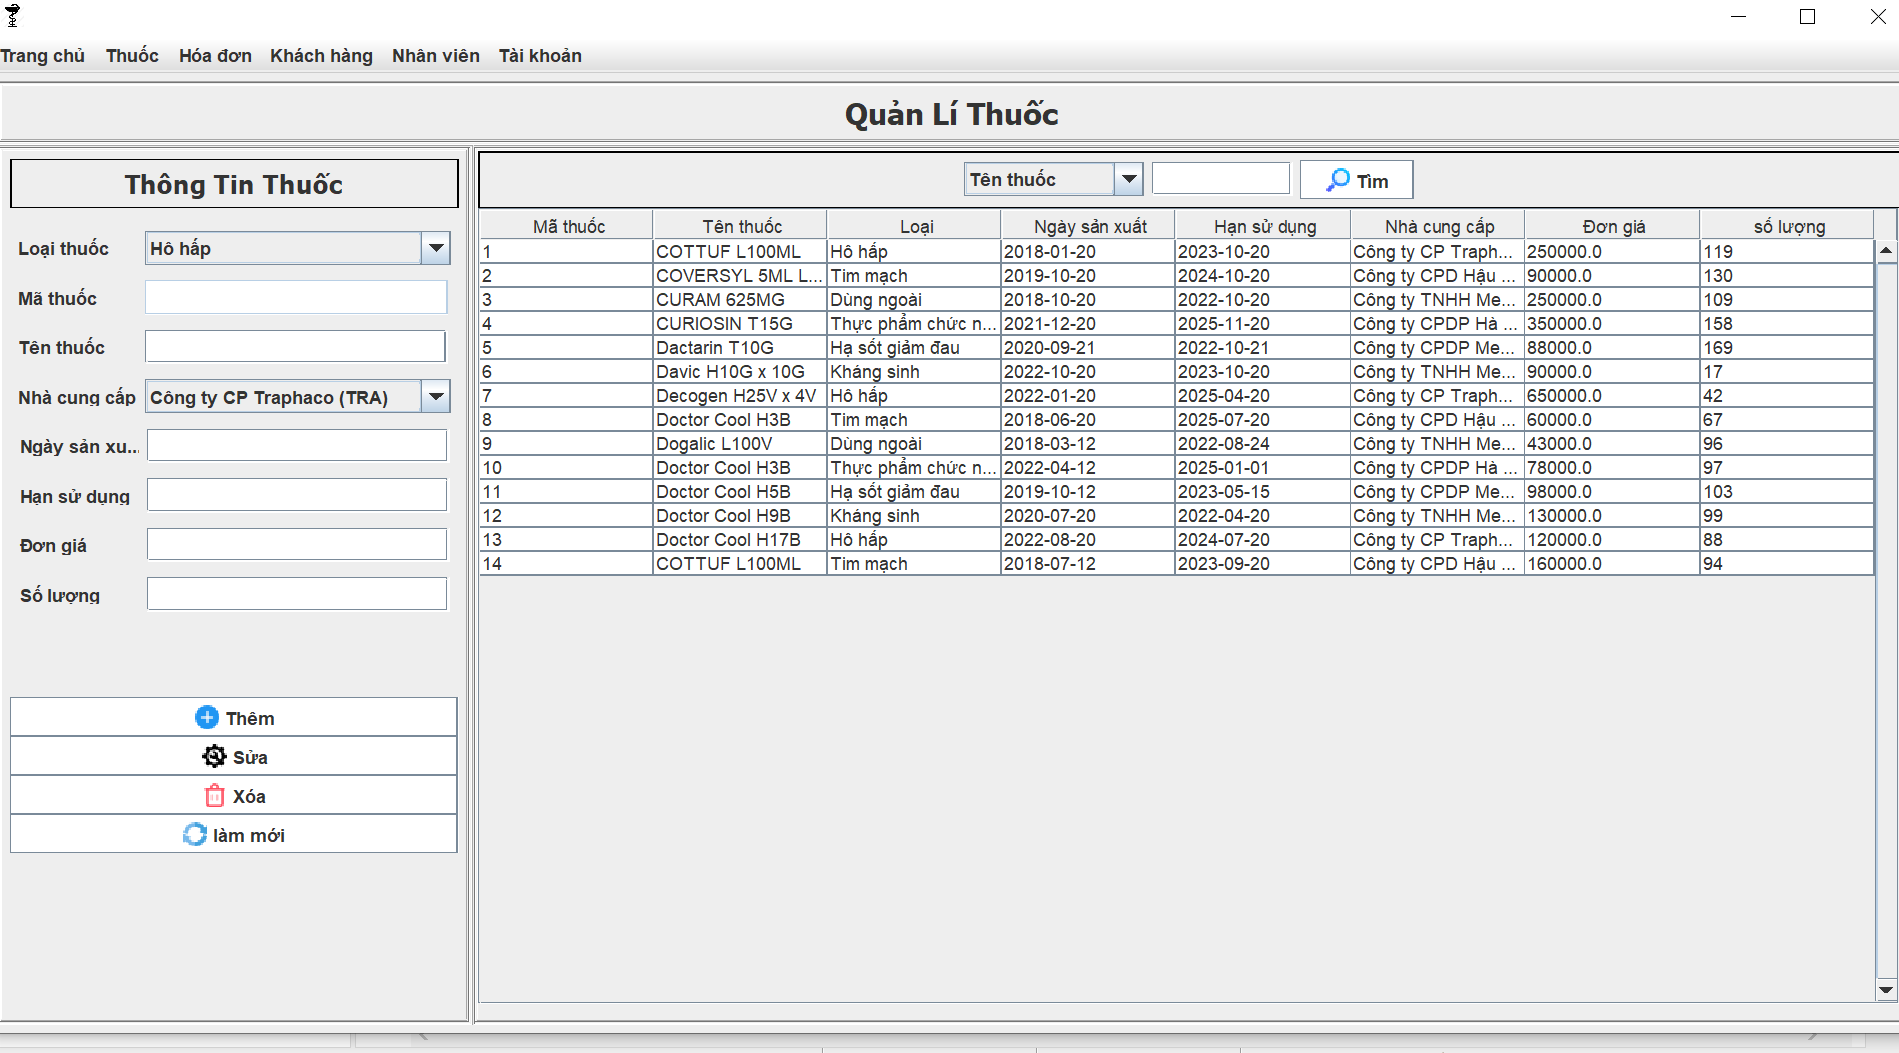 Trang chủ Thuốc Hóa đơn Khách hàng Nhân viên Tài khoản
Quản Lí Thuốc
Thông Tin Thuốc
Loại thuốc Hô hấp
Mã thuốc
Tên thuốc
Nhà cung cấp Công ty CP Traphaco (TRA)
Ngày sản xu...
Hạn sử dụng
Đơn giá
Số lượng
Thêm
Sửa
Xóa
làm mới
Tên thuốc Tìm
Mã thuốc Tên thuốc Loại Ngày sản xuất Hạn sử dụng Nhà cung cấp Đơn giá số lượng
1 COTTUF L100ML Hô hấp 2018-01-20 2023-10-20 Công ty CP Traph... 250000.0 119
2 COVERSYL 5ML L... Tim mạch 2019-10-20 2024-10-20 Công ty CPD Hậu ... 90000.0 130
3 CURAM 625MG Dùng ngoài 2018-10-20 2022-10-20 Công ty TNHH Me... 250000.0 109
4 CURIOSIN T15G Thực phẩm chức n... 2021-12-20 2025-11-20 Công ty CPDP Hà ... 350000.0 158
5 Dactarin T10G Hạ sốt giảm đau 2020-09-21 2022-10-21 Công ty CPDP Me... 88000.0 169
6 Davic H10G x 10G Kháng sinh 2022-10-20 2023-10-20 Công ty TNHH Me... 90000.0 17
7 Decogen H25V x 4V Hô hấp 2022-01-20 2025-04-20 Công ty CP Traph... 650000.0 42
8 Doctor Cool H3B Tim mạch 2018-06-20 2025-07-20 Công ty CPD Hậu ... 60000.0 67
9 Dogalic L100V Dùng ngoài 2018-03-12 2022-08-24 Công ty TNHH Me... 43000.0 96
10 Doctor Cool H3B Thực phẩm chức n... 2022-04-12 2025-01-01 Công ty CPDP Hà ... 78000.0 97
11 Doctor Cool H5B Hạ sốt giảm đau 2019-10-12 2023-05-15 Công ty CPDP Me... 98000.0 103
12 Doctor Cool H9B Kháng sinh 2020-07-20 2022-04-20 Công ty TNHH Me... 130000.0 99
13 Doctor Cool H17B Hô hấp 2022-08-20 2024-07-20 Công ty CP Traph... 120000.0 88
14 COTTUF L100ML Tim mạch 2018-07-12 2023-09-20 Công ty CPD Hậu ... 160000.0 94